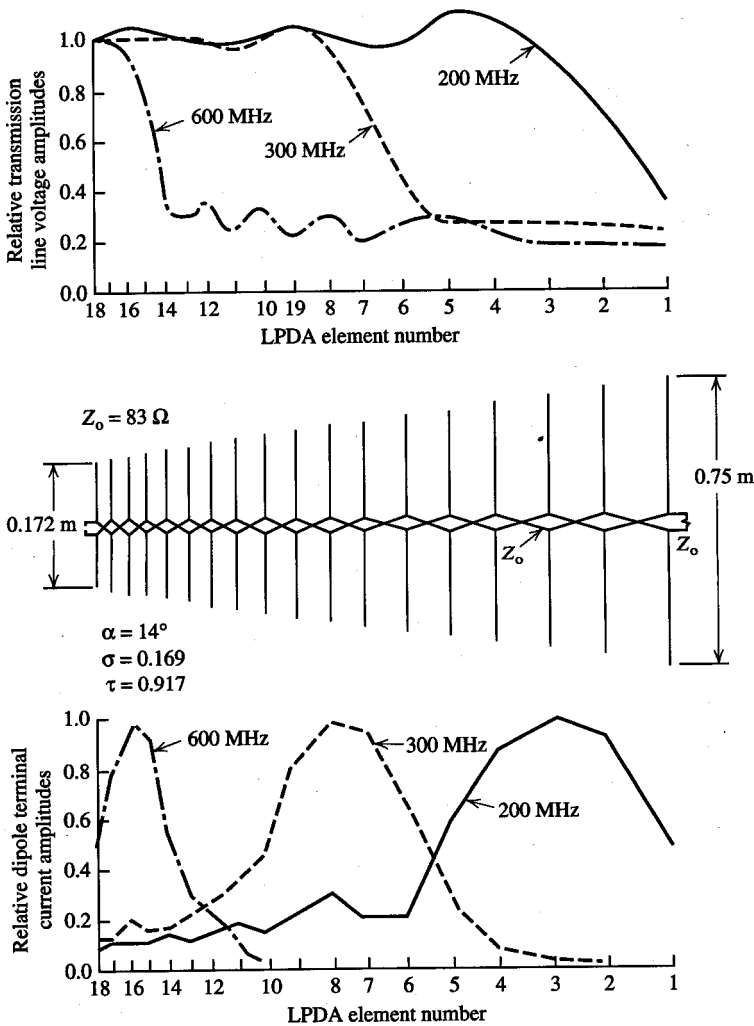 Relative transmission
line voltage amplitudes
1.0
0.8
0.6
0.4
0.2
0.0
200 MHz
600 MHz
300 MHz
18 16 14 12 10 19 8 7 6 5 4 3 2 1
LPDA element number
Zo = 83 Ω
0.172 m
0.75 m
Zo
Zo
α = 14°
σ = 0.169
τ = 0.917
Relative dipole terminal
current amplitudes
1.0
0.8
0.6
0.4
0.2
0.0
600 MHz
300 MHz
200 MHz
18 16 14 12 10 8 7 6 5 4 3 2 1
LPDA element number